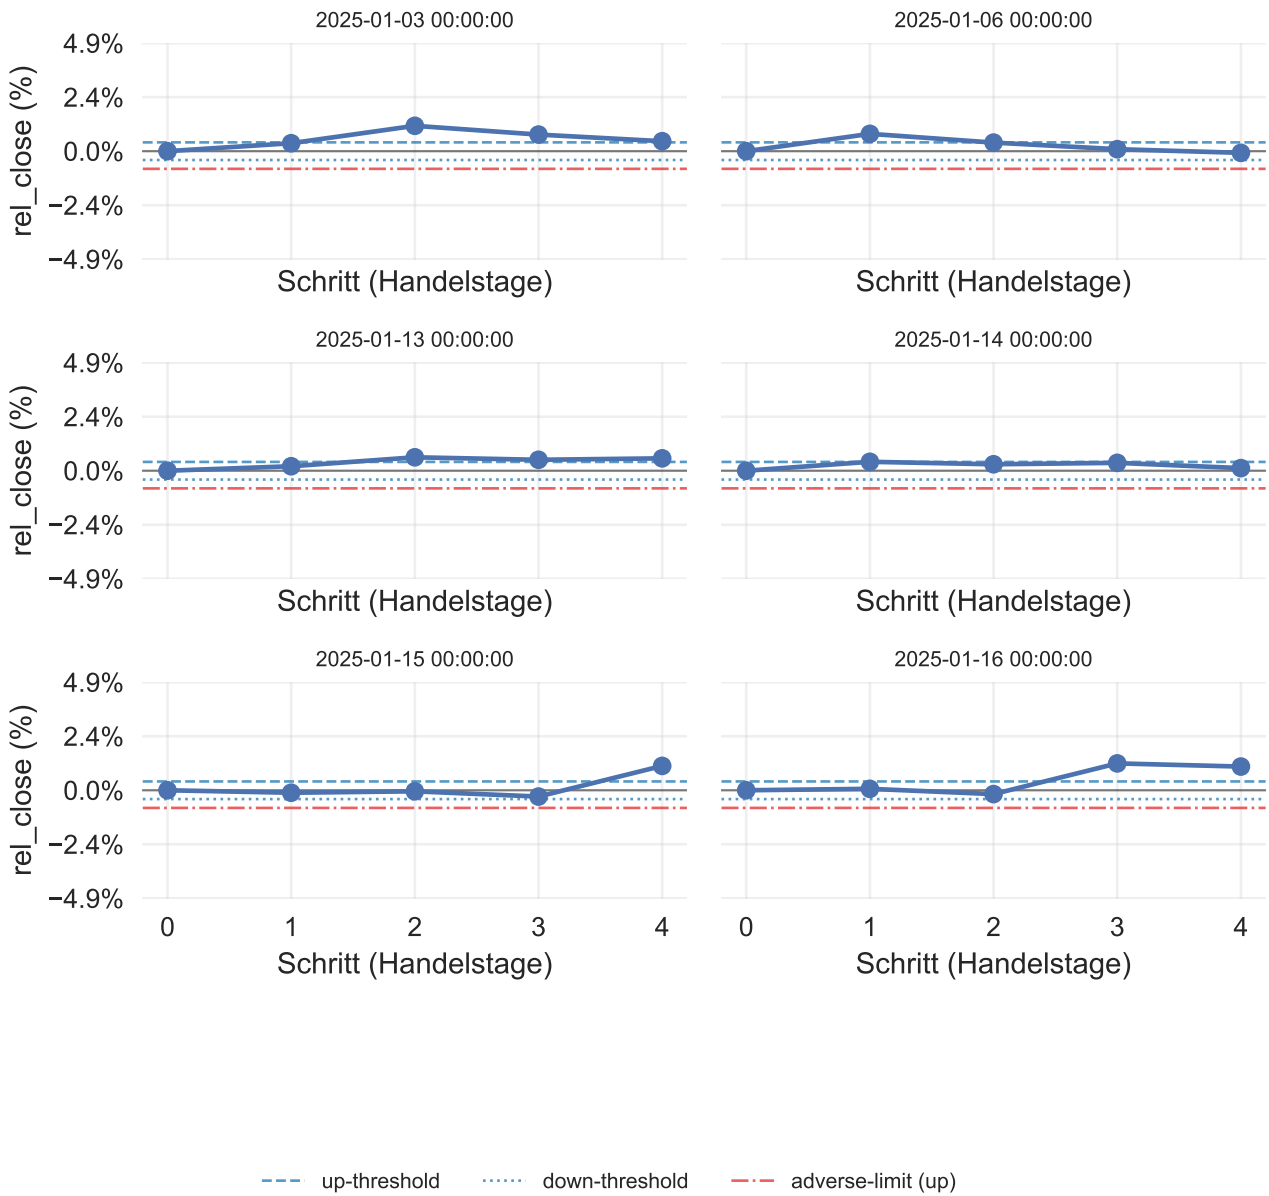 2025-01-03 00:00:00
2025-01-06 00:00:00
4.9%
2.4%
0.0%
−2.4%
−4.9%
rel_close (%)
Schritt (Handelstage)
Schritt (Handelstage)
2025-01-13 00:00:00
2025-01-14 00:00:00
4.9%
2.4%
0.0%
−2.4%
−4.9%
rel_close (%)
Schritt (Handelstage)
Schritt (Handelstage)
2025-01-15 00:00:00
2025-01-16 00:00:00
4.9%
2.4%
0.0%
−2.4%
−4.9%
rel_close (%)
0 1 2 3 4
0 1 2 3 4
Schritt (Handelstage)
Schritt (Handelstage)
up-threshold down-threshold adverse-limit (up)